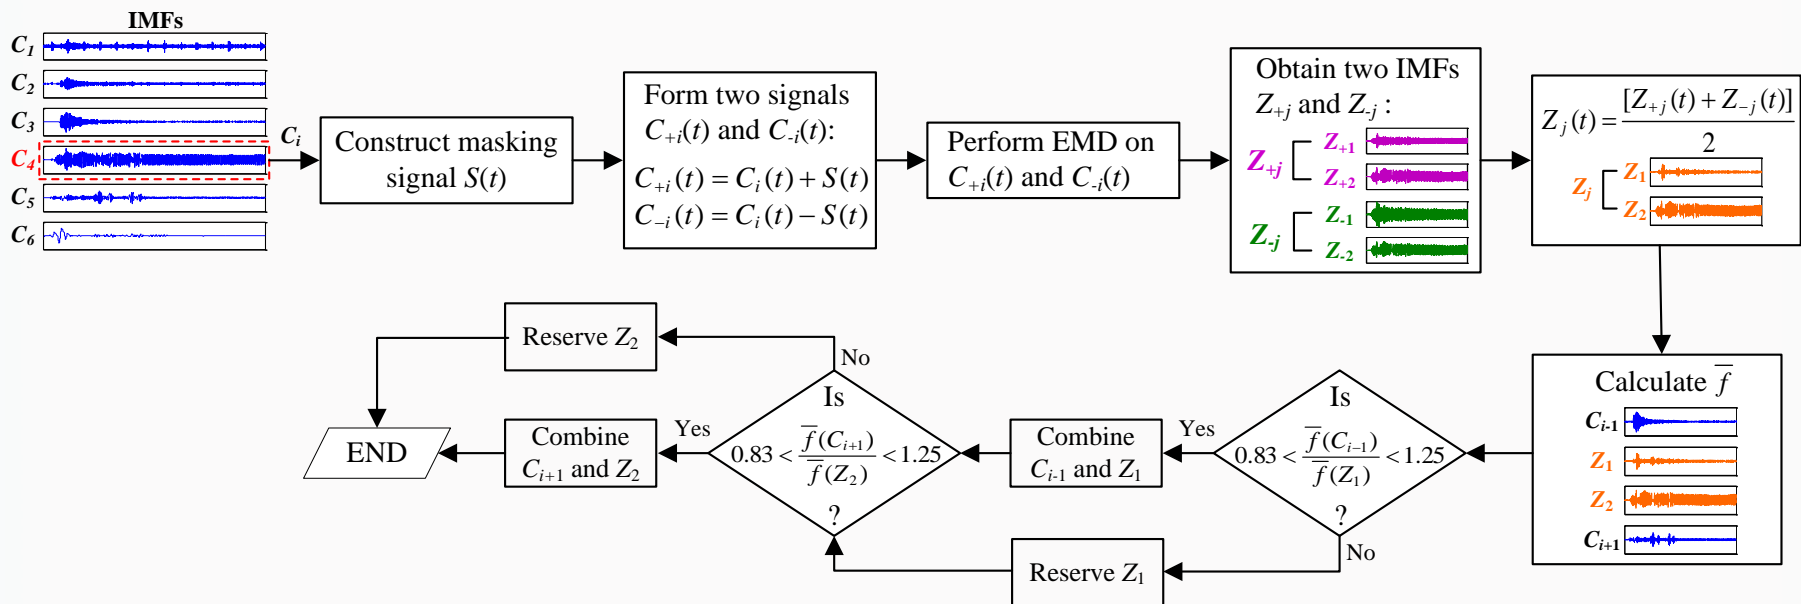 IMFs
C1
C2
C3
C4
C5
C6
Ci
Construct masking
signal S(t)
Form two signals
C+i(t) and C-i(t):
C+i(t) = Ci(t) + S(t)
C−i(t) = Ci(t) − S(t)
Perform EMD on
C+i(t) and C-i(t)
Obtain two IMFs
Z+j and Z-j :
Z+j
Z+1
Z+2
Z-j
Z-1
Z-2
Zj(t) = [Z+j(t) + Z−j(t)] / 2
Zj
Z1
Z2
Calculate f̅
Ci-1
Z1
Z2
Ci+1
Is
0.83 < f̅(Ci−1) / f̅(Z1) < 1.25
?
Yes
No
Combine
Ci-1 and Z1
Reserve Z1
Is
0.83 < f̅(Ci+1) / f̅(Z2) < 1.25
?
Yes
No
Combine
Ci+1 and Z2
Reserve Z2
END